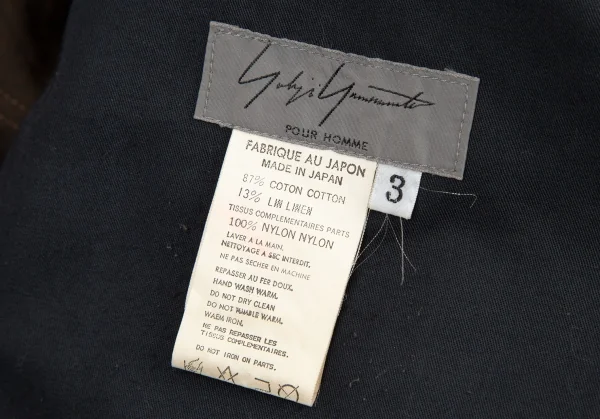 Yohji Yamamoto
POUR HOMME
3
FABRIQUE AU JAPON
MADE IN JAPAN
87% COTON COTTON
13% LIN LINEN
TISSUS COMPLEMENTAIRES PARTS
100% NYLON NYLON
LAVER A LA MAIN.
NETTOYAGE A SEC INTERDIT.
NE PAS SECHER EN MACHINE
REPASSER AU FER DOUX.
HAND WASH WARM.
DO NOT DRY CLEAN
DO NOT TUMBLE WARM.
WARM IRON.
NE PAS REPASSER LES
TISSUS COMPLEMENTAIRES.
DO NOT IRON ON PARTS.